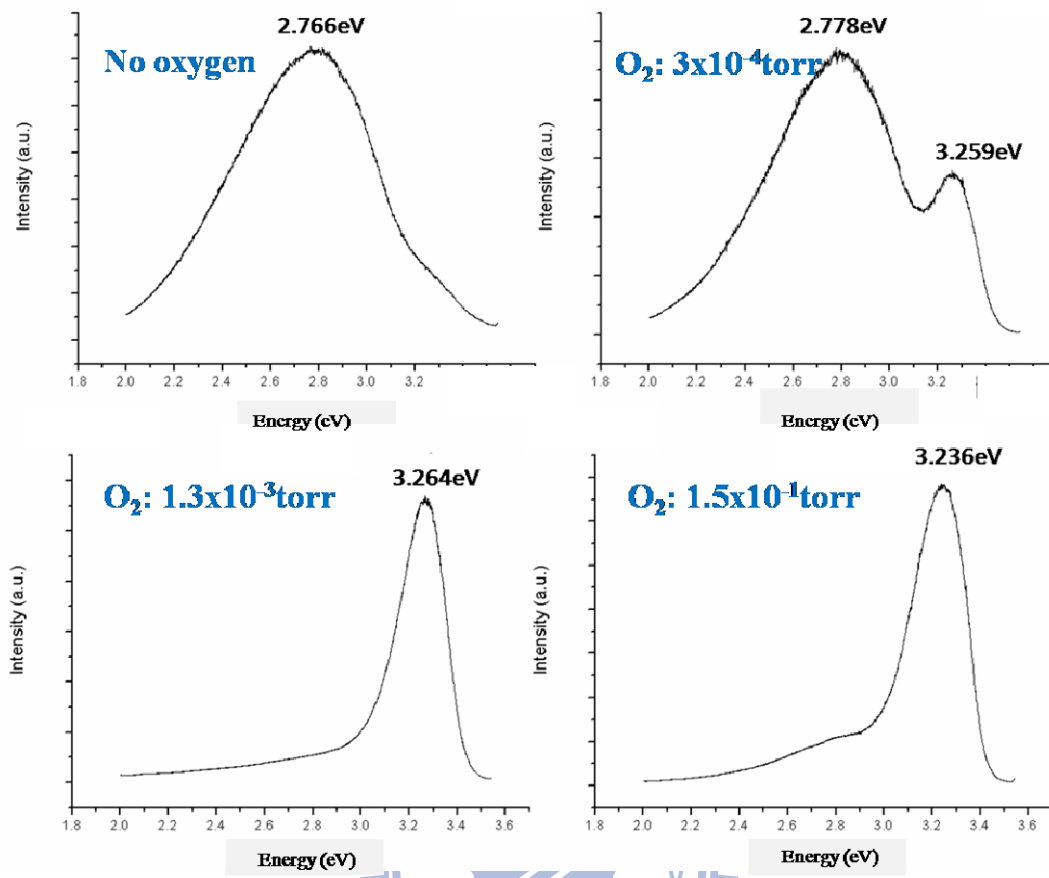 2.766eV
No oxygen
Intensity (a.u.)
1.8 2.0 2.2 2.4 2.6 2.8 3.0 3.2
Energy (eV)
2.778eV
O₂: 3x10⁻⁴torr
3.259eV
Intensity (a.u.)
1.8 2.0 2.2 2.4 2.6 2.8 3.0 3.2
Energy (eV)
3.264eV
O₂: 1.3x10⁻³torr
Intensity (a.u.)
1.8 2.0 2.2 2.4 2.6 2.8 3.0 3.2 3.4 3.6
Energy (eV)
3.236eV
O₂: 1.5x10⁻¹torr
Intensity (a.u.)
1.8 2.0 2.2 2.4 2.6 2.8 3.0 3.2 3.4 3.6
Energy (eV)